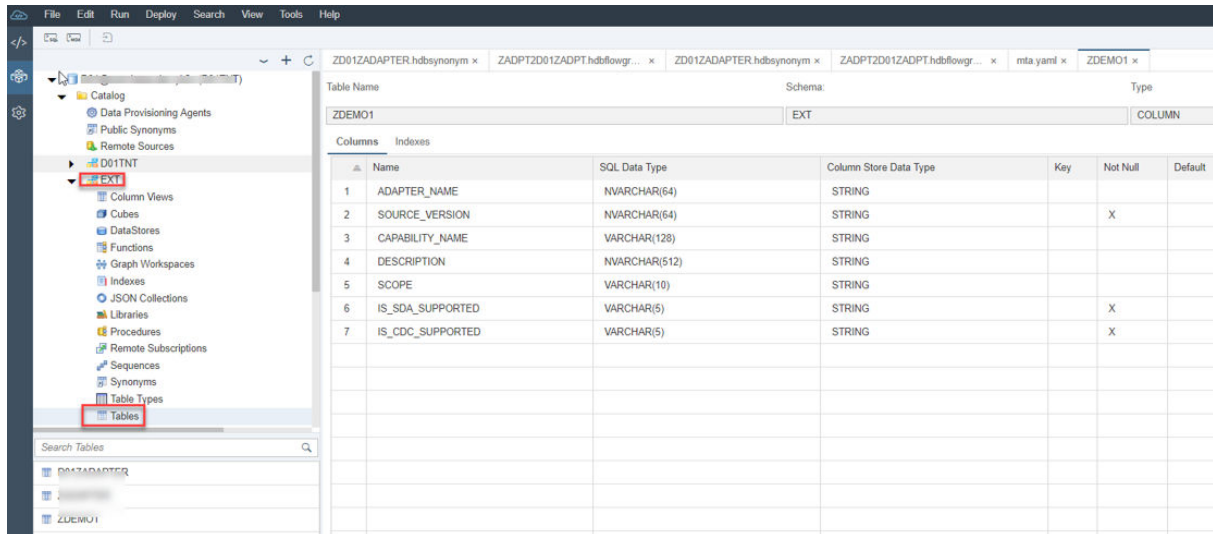 File Edit Run Deploy Search View Tools Help
ZD01ZADAPTER.hdbsynonym × ZADPT2D01ZADPT.hdbflowgr... × ZD01ZADAPTER.hdbsynonym × ZADPT2D01ZADPT.hdbflowgr... × mta.yaml × ZDEMO1 ×
Catalog
Data Provisioning Agents
Public Synonyms
Remote Sources
D01TNT
EXT
Column Views
Cubes
DataStores
Functions
Graph Workspaces
Indexes
JSON Collections
Libraries
Procedures
Remote Subscriptions
Sequences
Synonyms
Table Types
Tables
Search Tables
D01ZADAPTER
ZDEMO1
Table Name Schema: Type
ZDEMO1 EXT COLUMN
Columns Indexes
Name SQL Data Type Column Store Data Type Key Not Null Default
1 ADAPTER_NAME NVARCHAR(64) STRING
2 SOURCE_VERSION NVARCHAR(64) STRING X
3 CAPABILITY_NAME VARCHAR(128) STRING
4 DESCRIPTION NVARCHAR(512) STRING
5 SCOPE VARCHAR(10) STRING
6 IS_SDA_SUPPORTED VARCHAR(5) STRING X
7 IS_CDC_SUPPORTED VARCHAR(5) STRING X